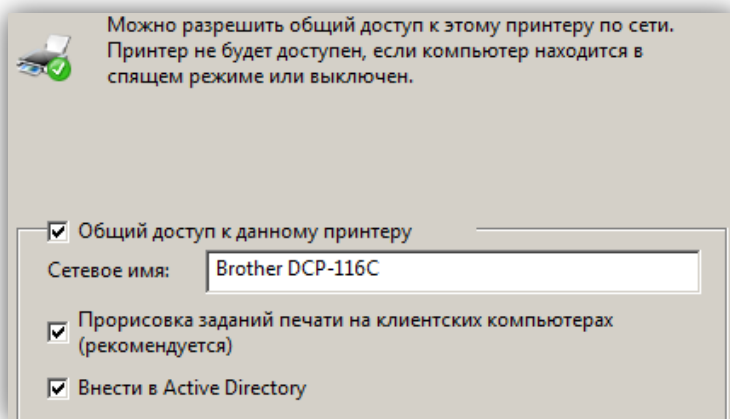 Можно разрешить общий доступ к этому принтеру по сети.
Принтер не будет доступен, если компьютер находится в
спящем режиме или выключен.
Общий доступ к данному принтеру
Сетевое имя: Brother DCP-116C
Прорисовка заданий печати на клиентских компьютерах
(рекомендуется)
Внести в Active Directory